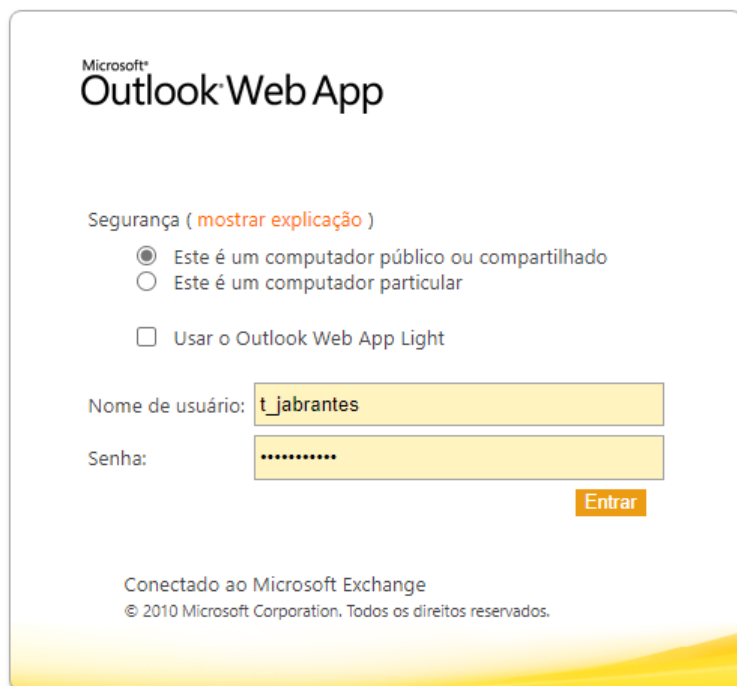 Microsoft®
Outlook® Web App
Segurança ( mostrar explicação )
Este é um computador público ou compartilhado
Este é um computador particular
Usar o Outlook Web App Light
Nome de usuário: t_jabrantes
Senha: •••••••••••
Entrar
Conectado ao Microsoft Exchange
© 2010 Microsoft Corporation. Todos os direitos reservados.